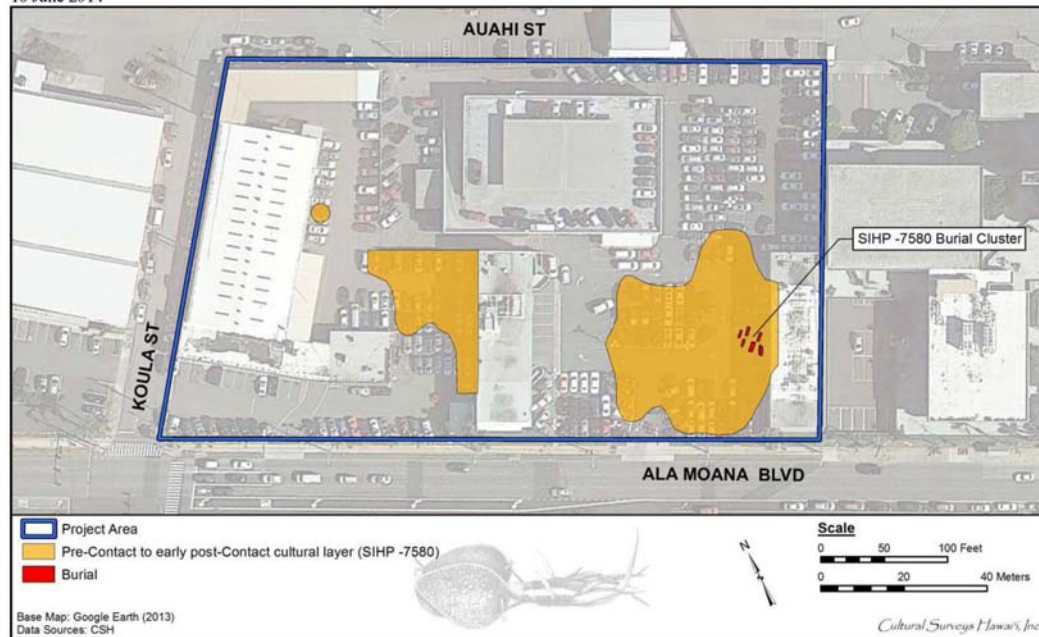 AUAHI ST
SIHP -7580 Burial Cluster
KOULA ST
ALA MOANA BLVD
Project Area
Pre-Contact to early post-Contact cultural layer (SIHP -7580)
Burial
Base Map: Google Earth (2013)
Data Sources: CSH
N
Scale
0 50 100 Feet
0 20 40 Meters
Cultural Surveys Hawai'i, Inc